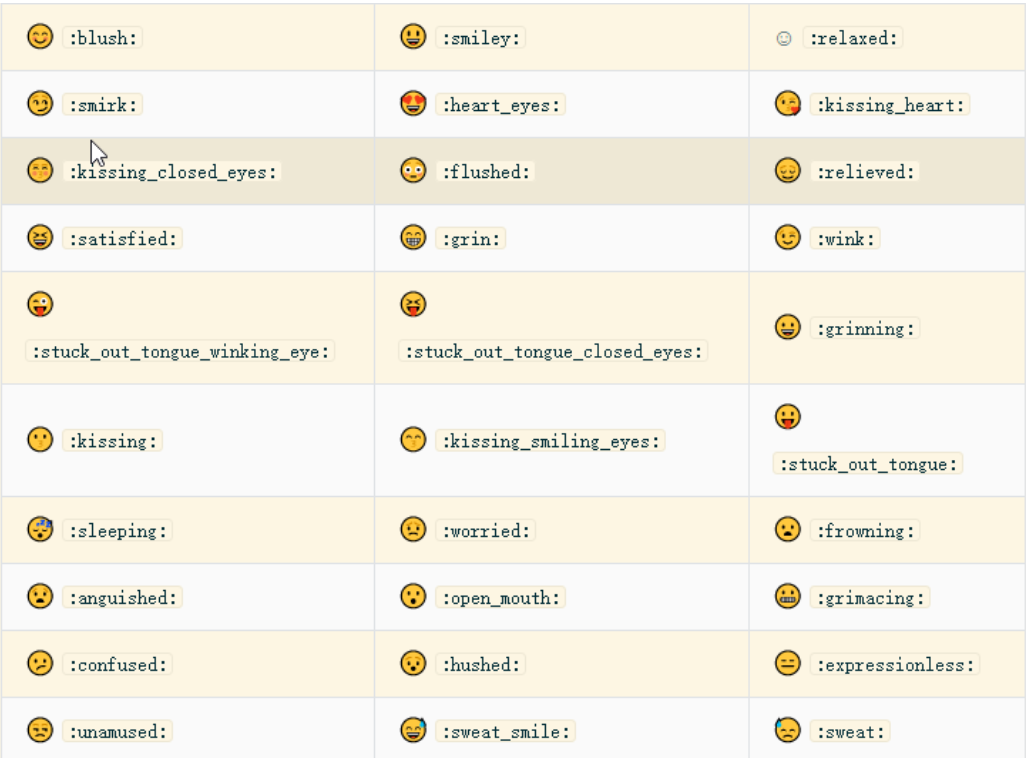 :blush: :smiley: :relaxed:
:smirk: :heart_eyes: :kissing_heart:
:kissing_closed_eyes: :flushed: :relieved:
:satisfied: :grin: :wink:
:stuck_out_tongue_winking_eye: :stuck_out_tongue_closed_eyes: :grinning:
:kissing: :kissing_smiling_eyes: :stuck_out_tongue:
:sleeping: :worried: :frowning:
:anguished: :open_mouth: :grimacing:
:confused: :hushed: :expressionless:
:unamused: :sweat_smile: :sweat: